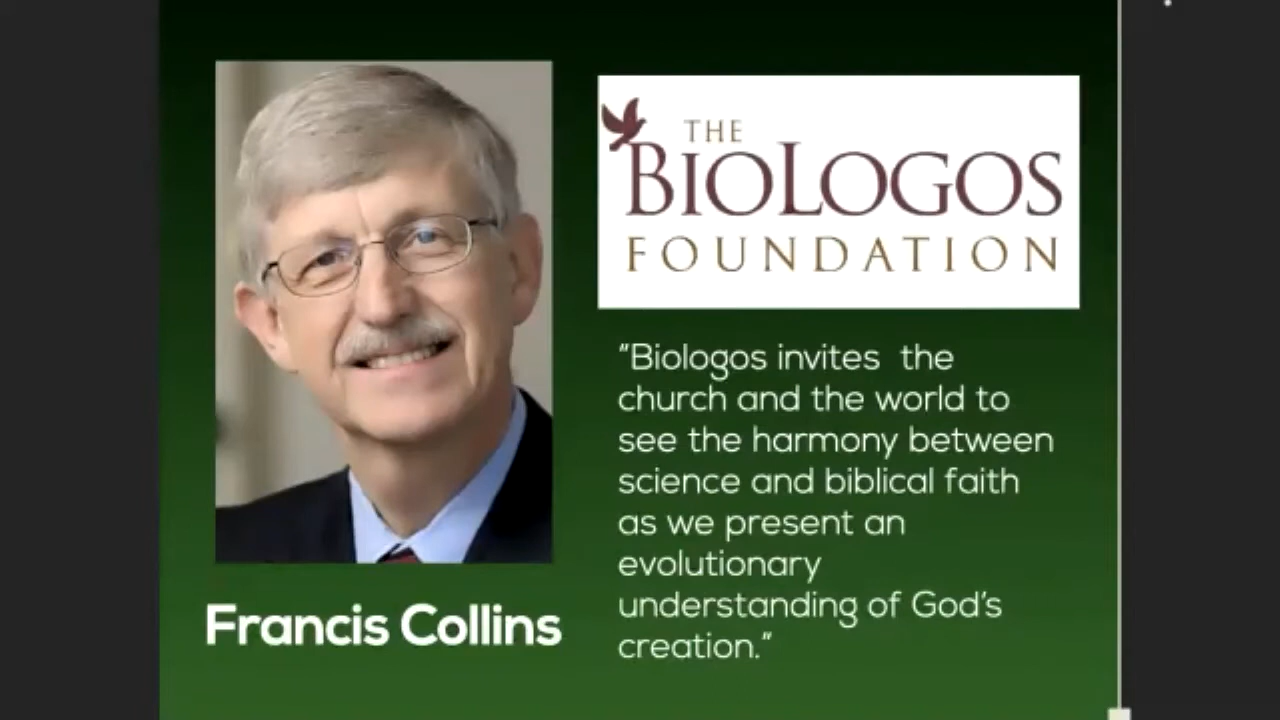 THE
BIOLOGOS
FOUNDATION
"Biologos invites the
church and the world to
see the harmony between
science and biblical faith
as we present an
evolutionary
understanding of God's
creation."
Francis Collins